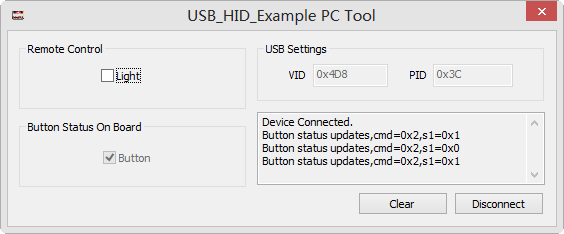 USB_HID_Example PC Tool
Remote Control
Light
USB Settings
VID 0x4D8 PID 0x3C
Button Status On Board
Button
Device Connected.
Button status updates,cmd=0x2,s1=0x1
Button status updates,cmd=0x2,s1=0x0
Button status updates,cmd=0x2,s1=0x1
Clear Disconnect